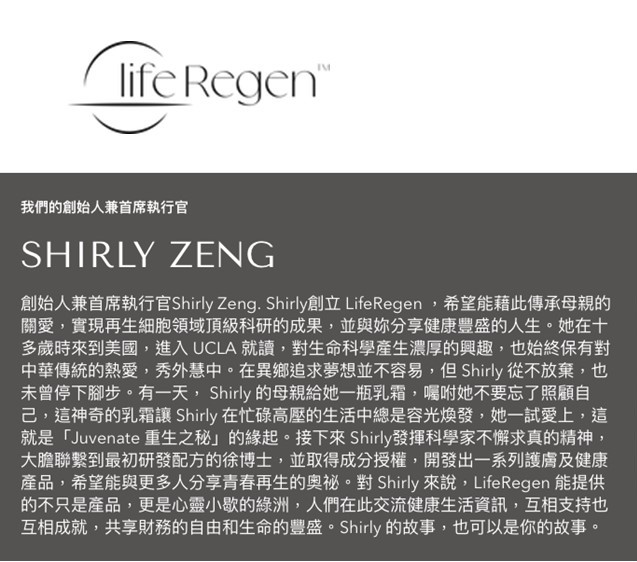 life Regen™
我們的創始人兼首席執行官
SHIRLY ZENG
創始人兼首席執行官Shirly Zeng. Shirly創立 LifeRegen ，希望能藉此傳承母親的
關愛，實現再生細胞領域頂級科研的成果，並與妳分享健康豐盛的人生。她在十
多歲時來到美國，進入 UCLA 就讀，對生命科學產生濃厚的興趣，也始終保有對
中華傳統的熱愛，秀外慧中。在異鄉追求夢想並不容易，但 Shirly 從不放棄，也
未曾停下腳步。有一天， Shirly 的母親給她一瓶乳霜，囑咐她不要忘了照顧自
己，這神奇的乳霜讓 Shirly 在忙碌高壓的生活中總是容光煥發，她一試愛上，這
就是「Juvenate 重生之秘」的緣起。接下來 Shirly發揮科學家不懈求真的精神，
大膽聯繫到最初研發配方的徐博士，並取得成分授權，開發出一系列護膚及健康
產品，希望能與更多人分享青春再生的奧祕。對 Shirly 來說，LifeRegen 能提供
的不只是產品，更是心靈小歇的綠洲，人們在此交流健康生活資訊，互相支持也
互相成就，共享財務的自由和生命的豐盛。Shirly 的故事，也可以是你的故事。